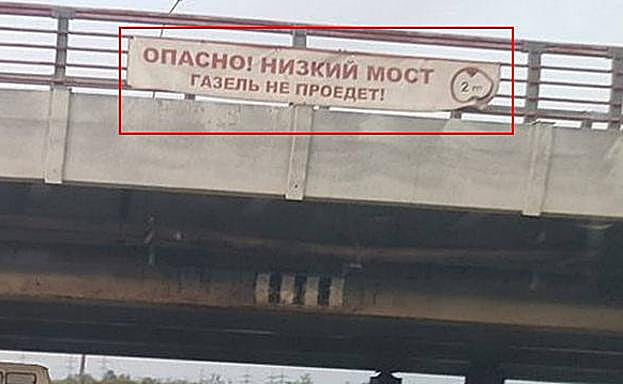 ОПАСНО! НИЗКИЙ МОСТ
ГАЗЕЛЬ НЕ ПРОЕДЕТ!
2 m